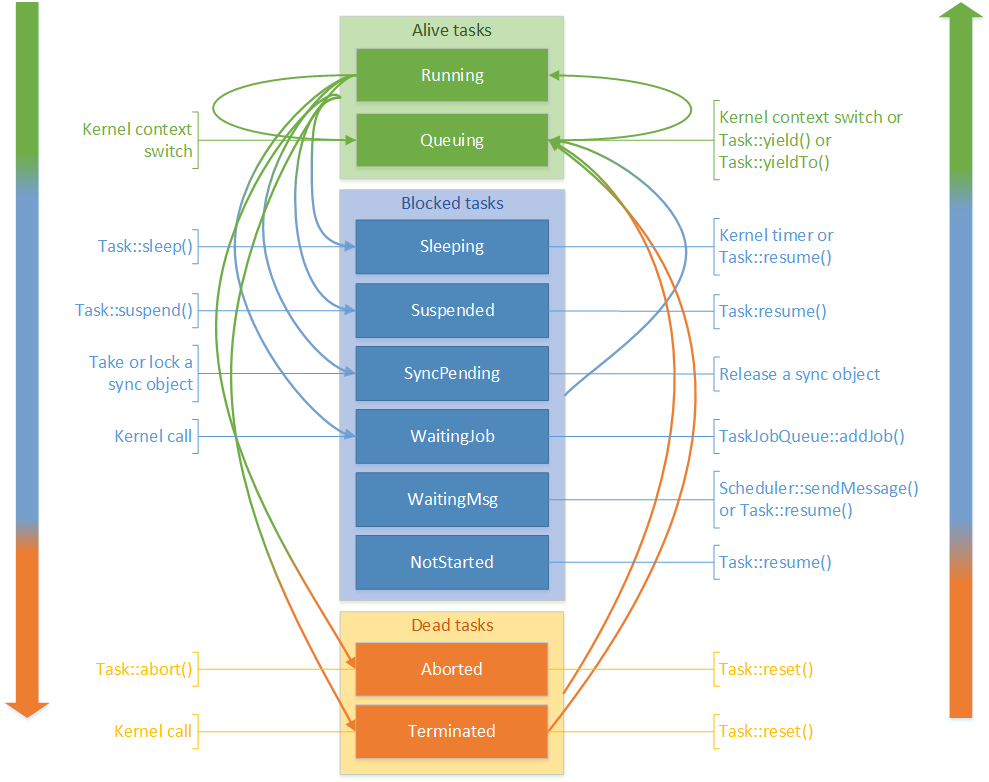 Alive tasks
Running
Kernel context
switch
Queuing
Kernel context switch or
Task::yield() or
Task::yieldTo()
Blocked tasks
Task::sleep()
Sleeping
Kernel timer or
Task::resume()
Task::suspend()
Suspended
Task:resume()
Take or lock a
sync object
SyncPending
Release a sync object
Kernel call
WaitingJob
TaskJobQueue::addJob()
WaitingMsg
Scheduler::sendMessage()
or Task::resume()
NotStarted
Task::resume()
Dead tasks
Task::abort()
Aborted
Task::reset()
Kernel call
Terminated
Task::reset()